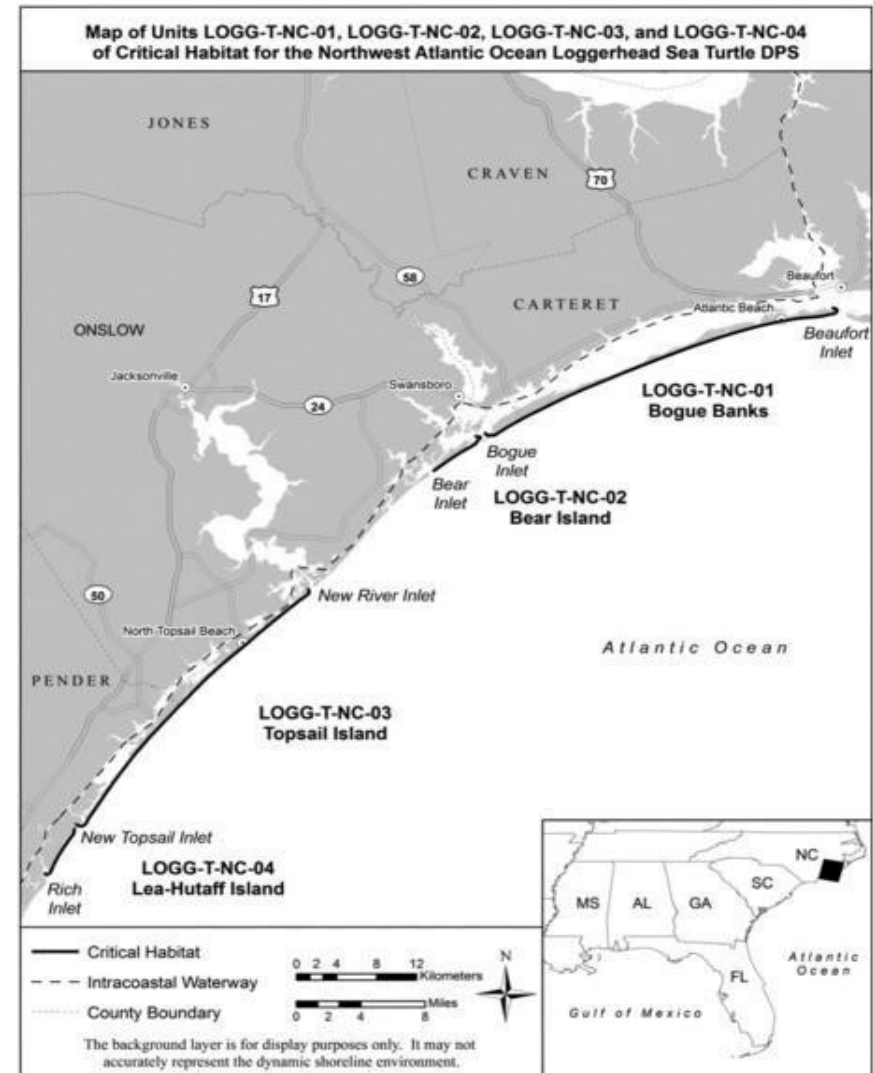 Map of Units LOGG-T-NC-01, LOGG-T-NC-02, LOGG-T-NC-03, and LOGG-T-NC-04
of Critical Habitat for the Northwest Atlantic Ocean Loggerhead Sea Turtle DPS
JONES
CRAVEN
70
58
17
Beaufort
CARTERET
Atlantic Beach
ONSLOW
Beaufort
Inlet
Jacksonville
Swansboro
24
LOGG-T-NC-01
Bogue Banks
Bogue
Inlet
Bear
Inlet
LOGG-T-NC-02
Bear Island
50
New River Inlet
North Topsail Beach
Atlantic Ocean
PENDER
LOGG-T-NC-03
Topsail Island
New Topsail Inlet
LOGG-T-NC-04
Lea-Hutaff Island
Rich
Inlet
NC
SC
MS
AL
GA
Atlantic
Ocean
FL
Gulf of Mexico
Critical Habitat
Intracoastal Waterway
County Boundary
0 2 4 8 12
Kilometers
Miles
0 2 4 8
N
The background layer is for display purposes only. It may not
accurately represent the dynamic shoreline environment.